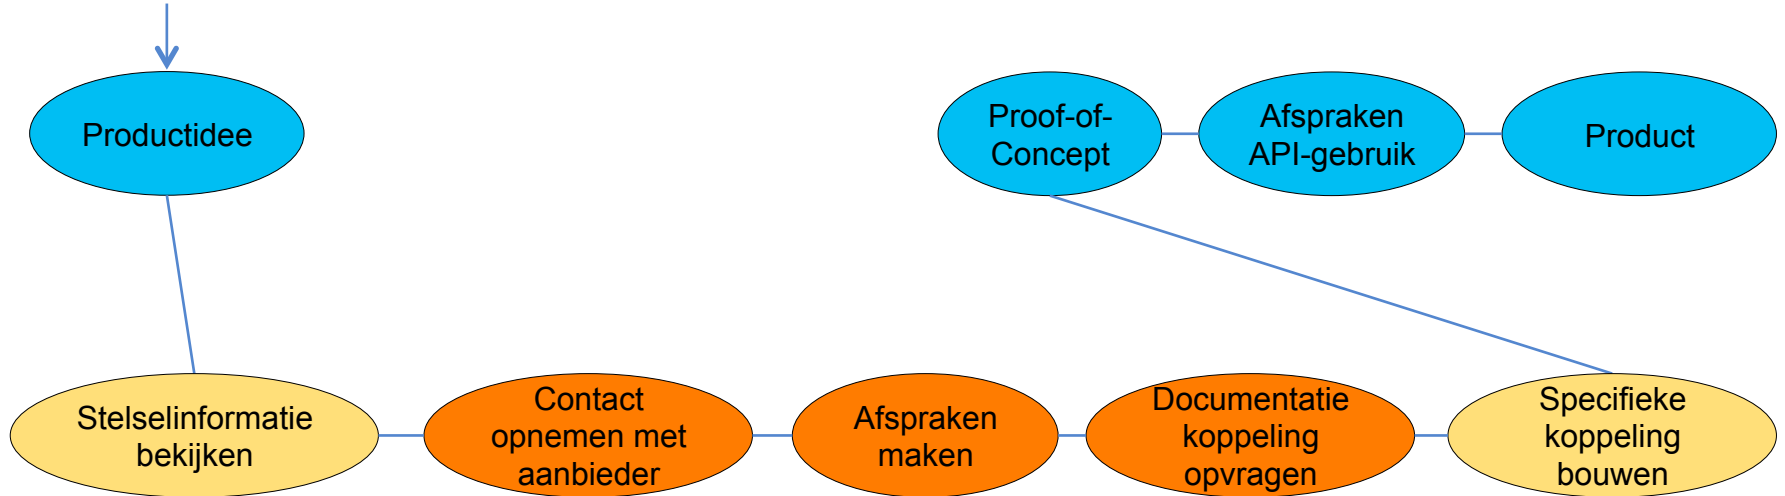 Productidee
Proof-of-
Concept
Afspraken
API-gebruik
Product
Stelselinformatie
bekijken
Contact
opnemen met
aanbieder
Afspraken
maken
Documentatie
koppeling
opvragen
Specifieke
koppeling
bouwen